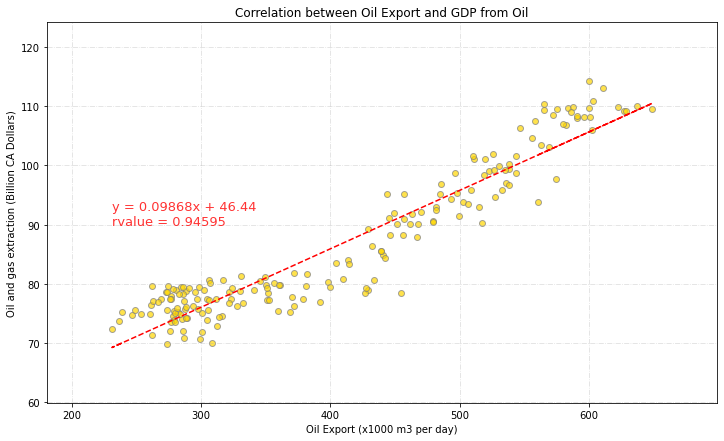 Correlation between Oil Export and GDP from Oil
Oil and gas extraction (Billion CA Dollars)
120
110
100
90
80
70
60
y = 0.09868x + 46.44
rvalue = 0.94595
200 300 400 500 600
Oil Export (x1000 m3 per day)